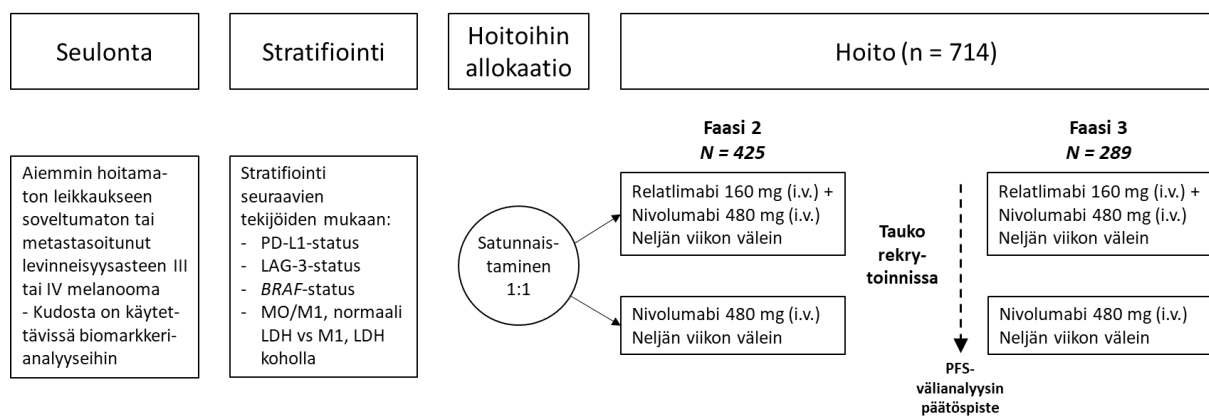 Seulonta
Stratifiointi
Hoitoihin
allokaatio
Hoito (n = 714)
Aiemmin hoitama-
ton leikkaukseen
soveltumaton tai
metastasoitunut
levinneisyysasteen III
tai IV melanooma
- Kudosta on käytet-
tävissä biomarkkeri-
analyyseihin
Stratifiointi
seuraavien
tekijöiden mukaan:
- PD-L1-status
- LAG-3-status
- BRAF-status
- MO/M1, normaali
LDH vs M1, LDH
koholla
Satunnais-
taminen
1:1
Faasi 2
N = 425
Relatlimabi 160 mg (i.v.) +
Nivolumabi 480 mg (i.v.)
Neljän viikon välein
Nivolumabi 480 mg (i.v.)
Neljän viikon välein
Tauko
rekry-
toinnissa
PFS-
välianalyysin
päätöspiste
Faasi 3
N = 289
Relatlimabi 160 mg (i.v.) +
Nivolumabi 480 mg (i.v.)
Neljän viikon välein
Nivolumabi 480 mg (i.v.)
Neljän viikon välein